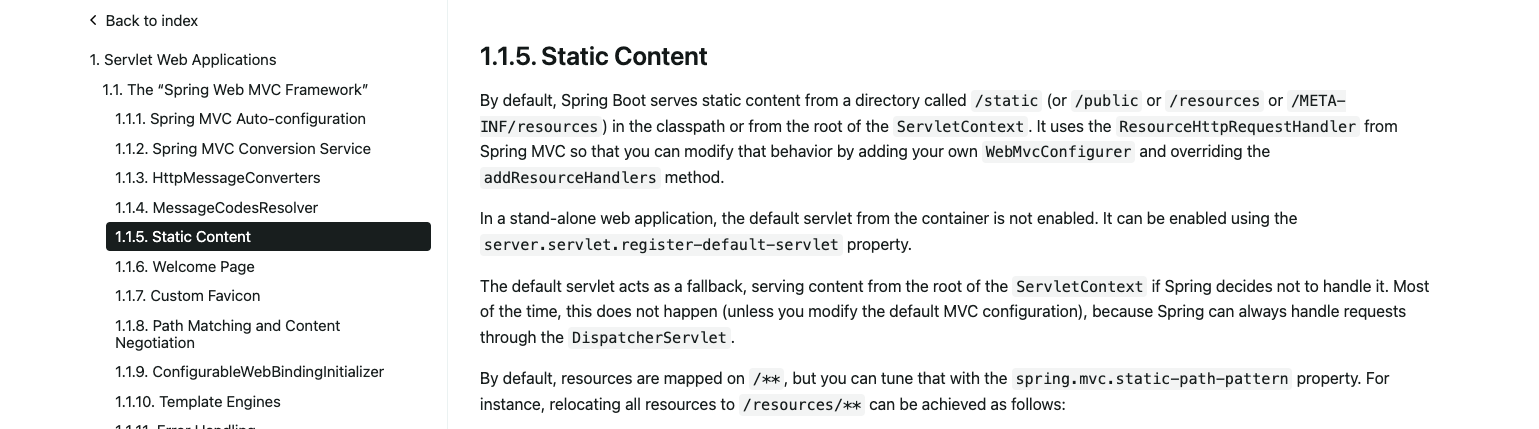 Back to index
1. Servlet Web Applications
1.1. The “Spring Web MVC Framework”
1.1.1. Spring MVC Auto-configuration
1.1.2. Spring MVC Conversion Service
1.1.3. HttpMessageConverters
1.1.4. MessageCodesResolver
1.1.5. Static Content
1.1.6. Welcome Page
1.1.7. Custom Favicon
1.1.8. Path Matching and Content
Negotiation
1.1.9. ConfigurableWebBindingInitializer
1.1.10. Template Engines
1.1.11. Error Handling
1.1.5. Static Content
By default, Spring Boot serves static content from a directory called /static (or /public or /resources or /META-
INF/resources ) in the classpath or from the root of the ServletContext. It uses the ResourceHttpRequestHandler from
Spring MVC so that you can modify that behavior by adding your own WebMvcConfigurer and overriding the
addResourceHandlers method.
In a stand-alone web application, the default servlet from the container is not enabled. It can be enabled using the
server.servlet.register-default-servlet property.
The default servlet acts as a fallback, serving content from the root of the ServletContext if Spring decides not to handle it. Most
of the time, this does not happen (unless you modify the default MVC configuration), because Spring can always handle requests
through the DispatcherServlet.
By default, resources are mapped on /**, but you can tune that with the spring.mvc.static-path-pattern property. For
instance, relocating all resources to /resources/** can be achieved as follows: